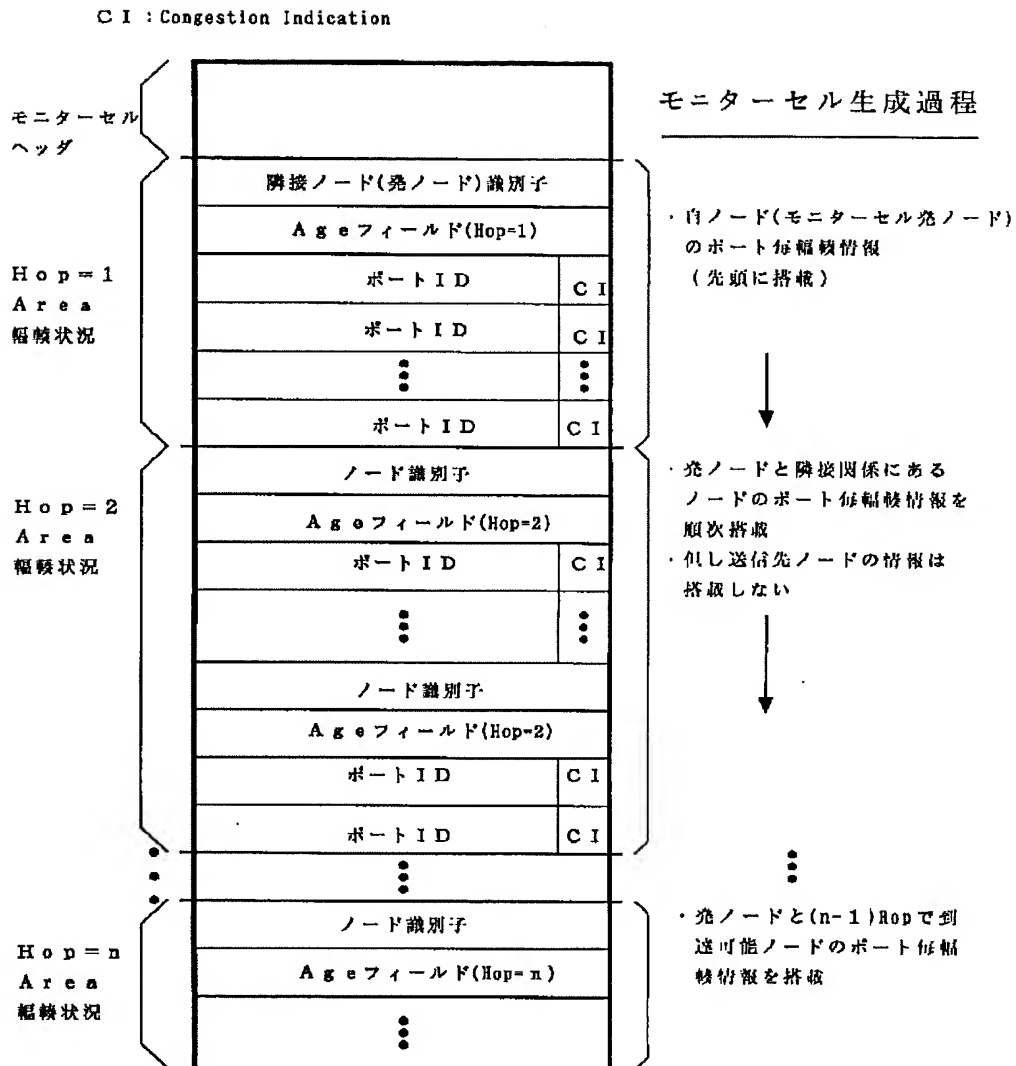 CI:Congestion Indication
モニターセル生成過程
モニターセル
ヘッダ
隣接ノード(発ノード)識別子
Ageフィールド(Hop=1)
Hop=1
Area
輻輳状況
ポートID
CI
ポートID
CI
ポートID
CI
・自ノード(モニターセル発ノード)
のポート毎輻輳情報
(先頭に搭載)
ノード識別子
Ageフィールド(Hop=2)
Hop=2
Area
輻輳状況
ポートID
CI
ノード識別子
Ageフィールド(Hop=2)
ポートID
CI
ポートID
CI
・発ノードと隣接関係にある
ノードのポート毎輻輳情報を
順次搭載
・但し送信先ノードの情報は
搭載しない
ノード識別子
Ageフィールド(Hop=n)
Hop=n
Area
輻輳状況
・発ノードと(n-1)Hopで到
達可能ノードのポート毎輻
輳情報を搭載